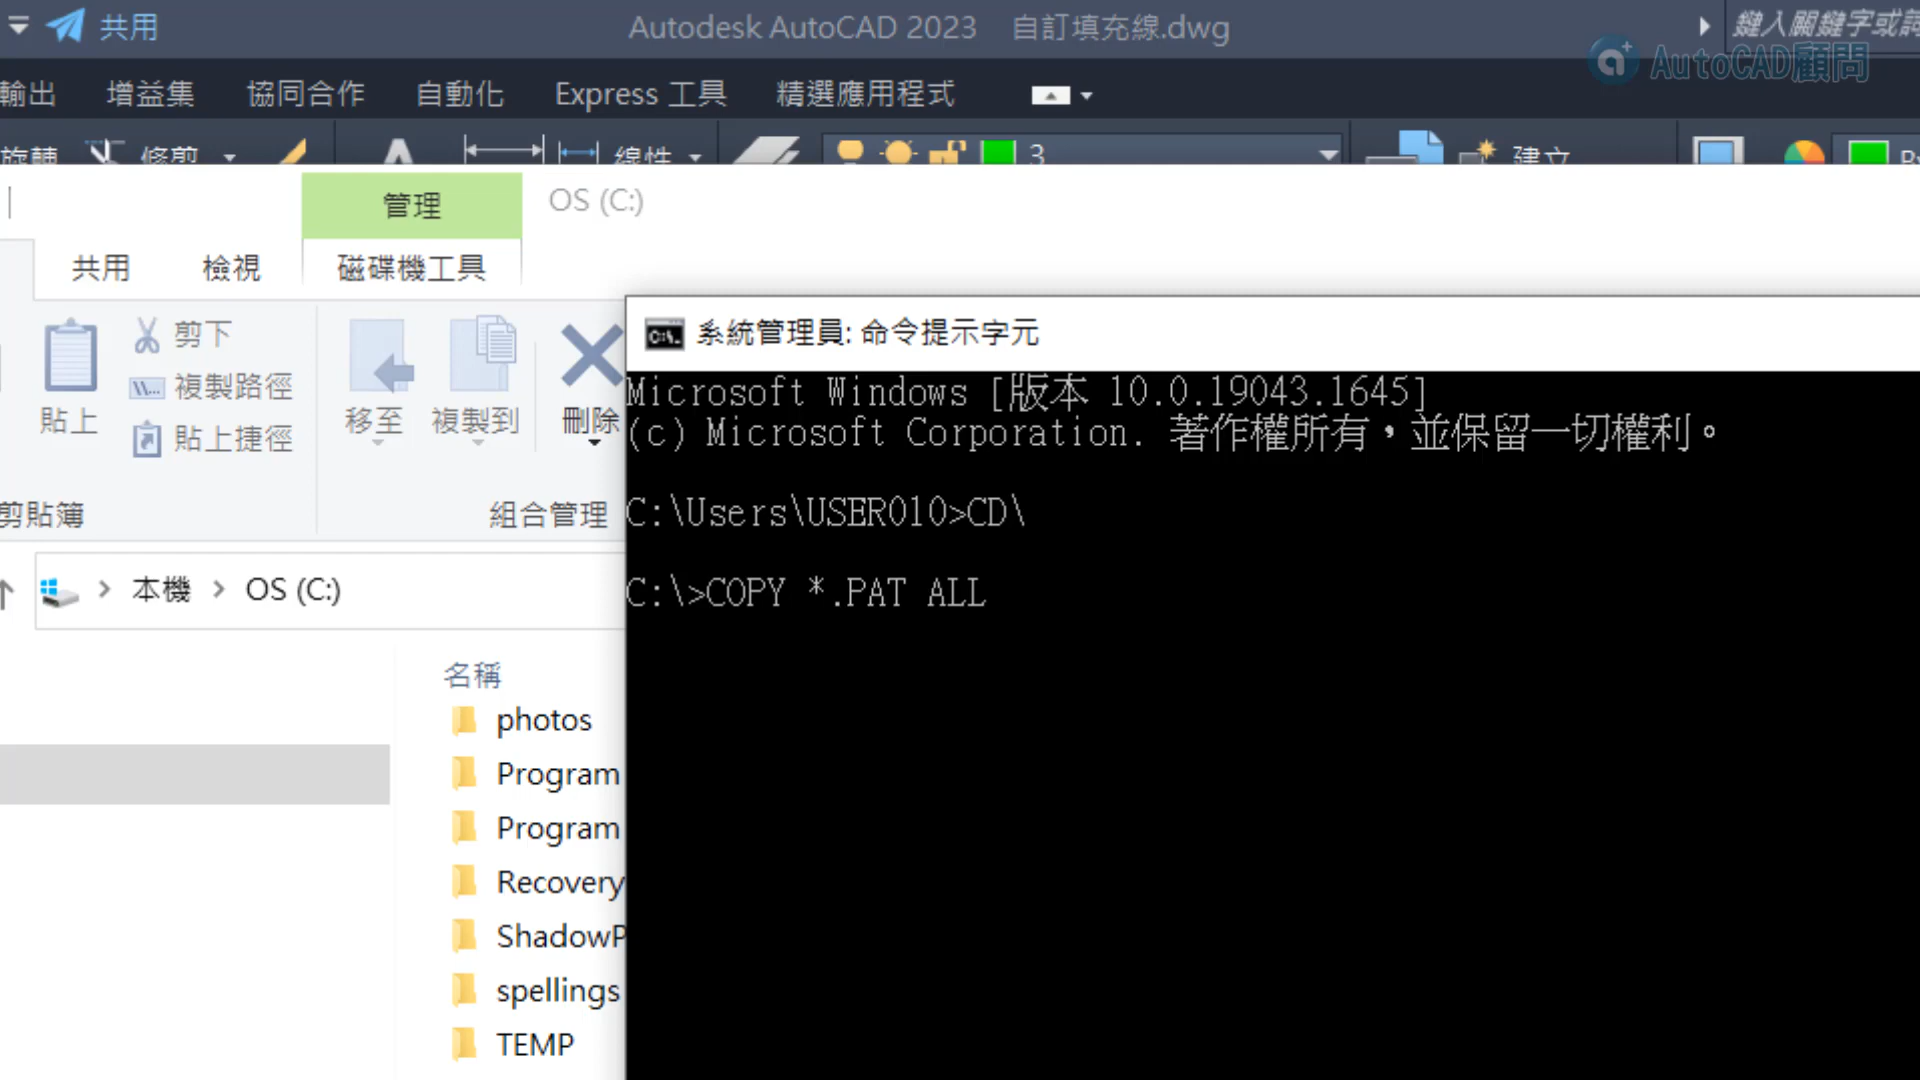 共用
Autodesk AutoCAD 2023 自訂填充線.dwg
鍵入關鍵字或
AutoCAD顧問
輸出 增益集 協同合作 自動化 Express 工具 精選應用程式
旋轉 修剪 線性 3 建立
管理 OS (C:)
共用 檢視 磁碟機工具
貼上 剪下 複製路徑 貼上捷徑 移至 複製到 刪除
剪貼簿 組合管理
本機 OS (C:)
名稱
photos
Program
Program
Recovery
ShadowP
spellings
TEMP
系統管理員: 命令提示字元
Microsoft Windows [版本 10.0.19043.1645]
(c) Microsoft Corporation. 著作權所有，並保留一切權利。
C:\Users\USER010>CD\
C:\>COPY *.PAT ALL